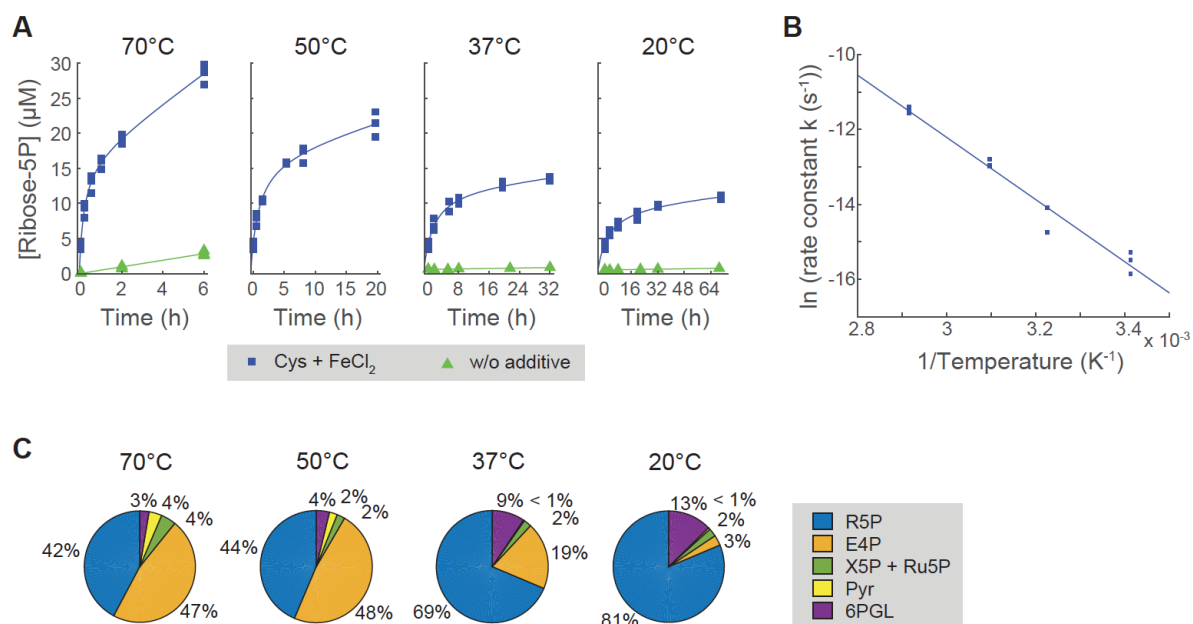 A
70°C
50°C
37°C
20°C
[Ribose-5P] (µM)
30
25
20
15
10
5
0
0 2 4 6
0 5 10 15 20
0 8 16 24 32
0 16 32 48 64
Time (h)
Time (h)
Time (h)
Time (h)
Cys + FeCl₂
w/o additive
B
ln (rate constant k (s⁻¹))
-10
-12
-14
-16
2.8 3 3.2 3.4
x 10⁻³
1/Temperature (K⁻¹)
C
70°C
3%
4%
4%
42%
47%
50°C
4%
2%
2%
44%
48%
37°C
9%
< 1%
2%
19%
69%
20°C
13%
< 1%
2%
3%
81%
R5P
E4P
X5P + Ru5P
Pyr
6PGL